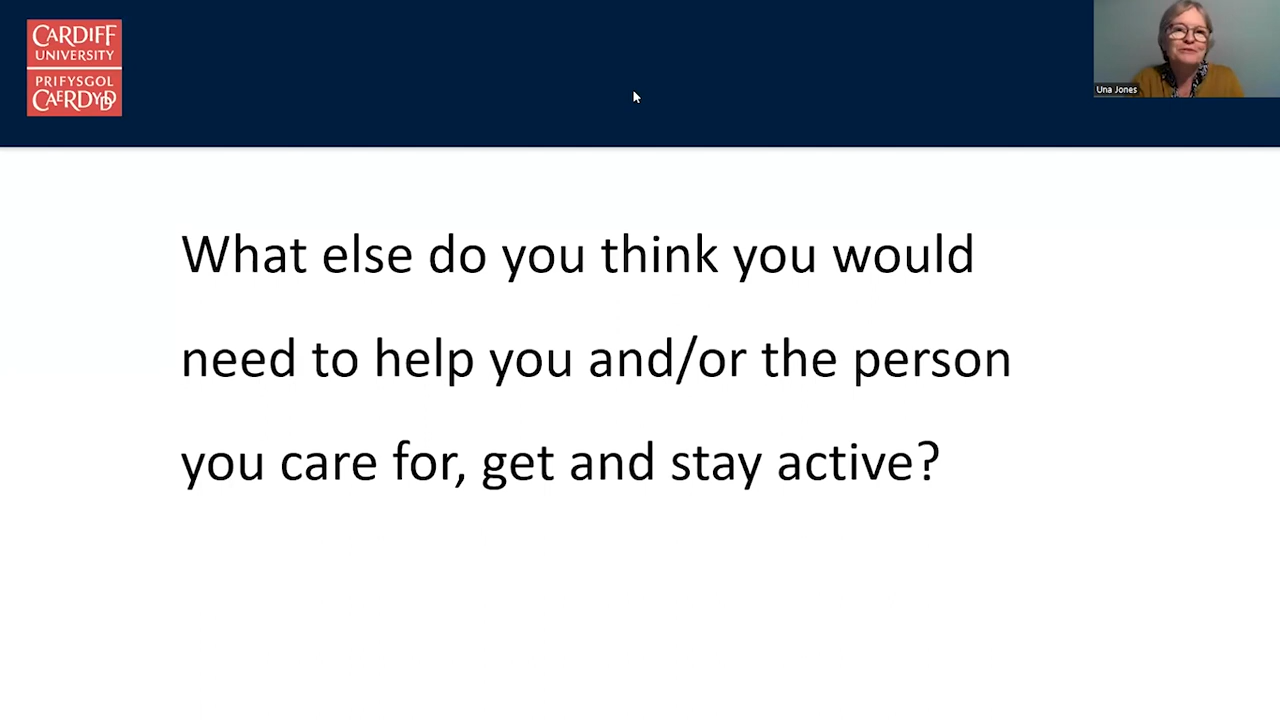 CARDIFF
UNIVERSITY
PRIFYSGOL
CAERDYDD
Una Jones
What else do you think you would
need to help you and/or the person
you care for, get and stay active?